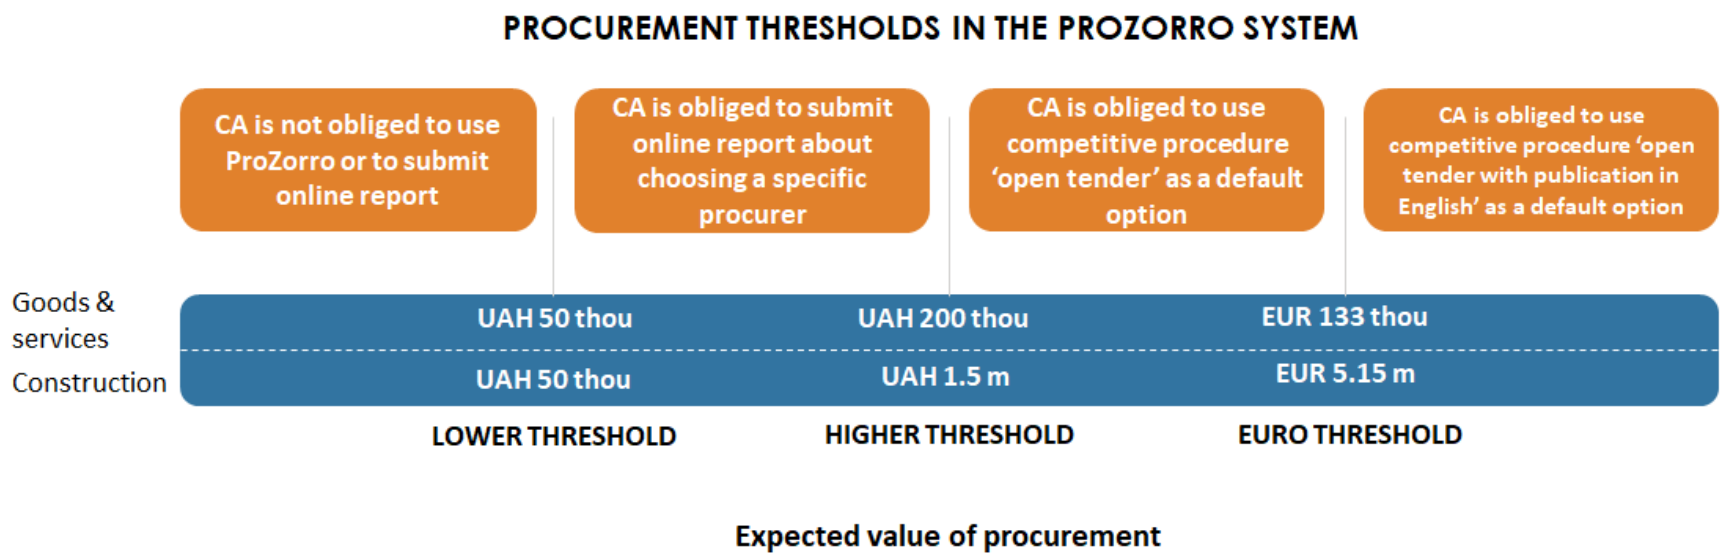 PROCUREMENT THRESHOLDS IN THE PROZORRO SYSTEM
CA is not obliged to use
ProZorro or to submit
online report
CA is obliged to submit
online report about
choosing a specific
procurer
CA is obliged to use
competitive procedure
‘open tender’ as a default
option
CA is obliged to use
competitive procedure ‘open
tender with publication in
English’ as a default option
Goods &
services
UAH 50 thou
UAH 200 thou
EUR 133 thou
Construction
UAH 50 thou
UAH 1.5 m
EUR 5.15 m
LOWER THRESHOLD
HIGHER THRESHOLD
EURO THRESHOLD
Expected value of procurement